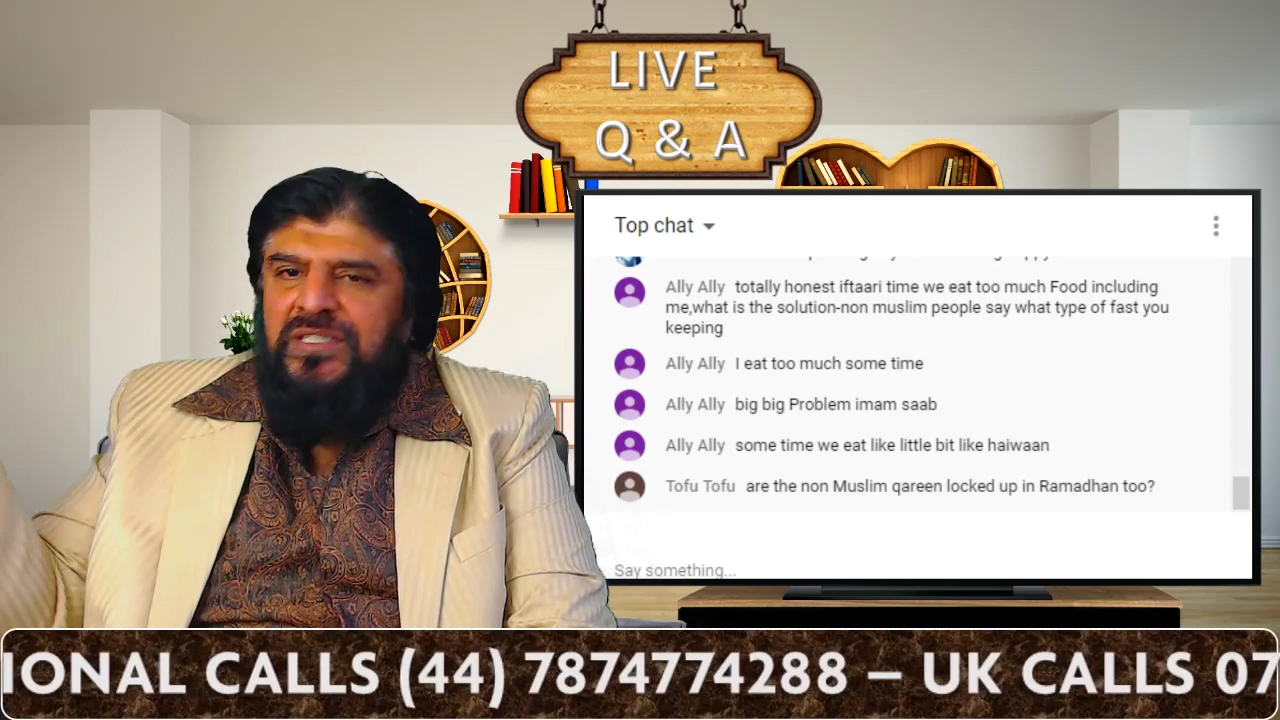 LIVE
Q & A
Top chat
Ally Ally totally honest iftaari time we eat too much Food including
me,what is the solution-non muslim people say what type of fast you
keeping
Ally Ally I eat too much some time
Ally Ally big big Problem imam saab
Ally Ally some time we eat like little bit like haiwaan
Tofu Tofu are the non Muslim qareen locked up in Ramadhan too?
Say something...
IONAL CALLS (44) 7874774288 – UK CALLS 07